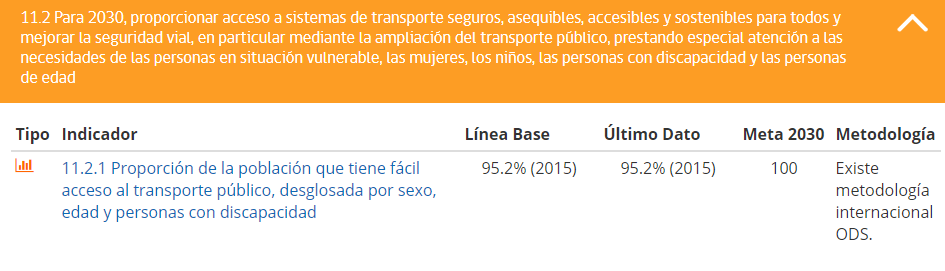 11.2 Para 2030, proporcionar acceso a sistemas de transporte seguros, asequibles, accesibles y sostenibles para todos y
mejorar la seguridad vial, en particular mediante la ampliación del transporte público, prestando especial atención a las
necesidades de las personas en situación vulnerable, las mujeres, los niños, las personas con discapacidad y las personas
de edad
Tipo Indicador Línea Base Último Dato Meta 2030 Metodología
11.2.1 Proporción de la población que tiene fácil 95.2% (2015) 95.2% (2015) 100 Existe
acceso al transporte público, desglosada por sexo, metodología
edad y personas con discapacidad internacional
ODS.